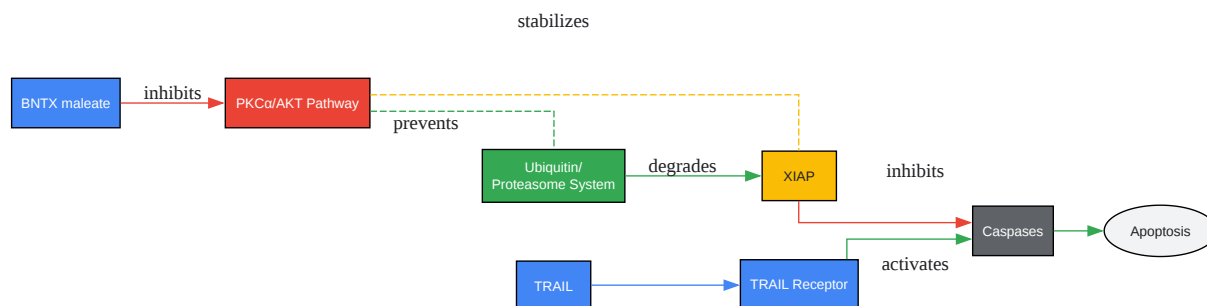 stabilizes
BNTX maleate
inhibits
PKCα/AKT Pathway
prevents
Ubiquitin/
Proteasome System
degrades
XIAP
inhibits
Caspases
Apoptosis
activates
TRAIL
TRAIL Receptor